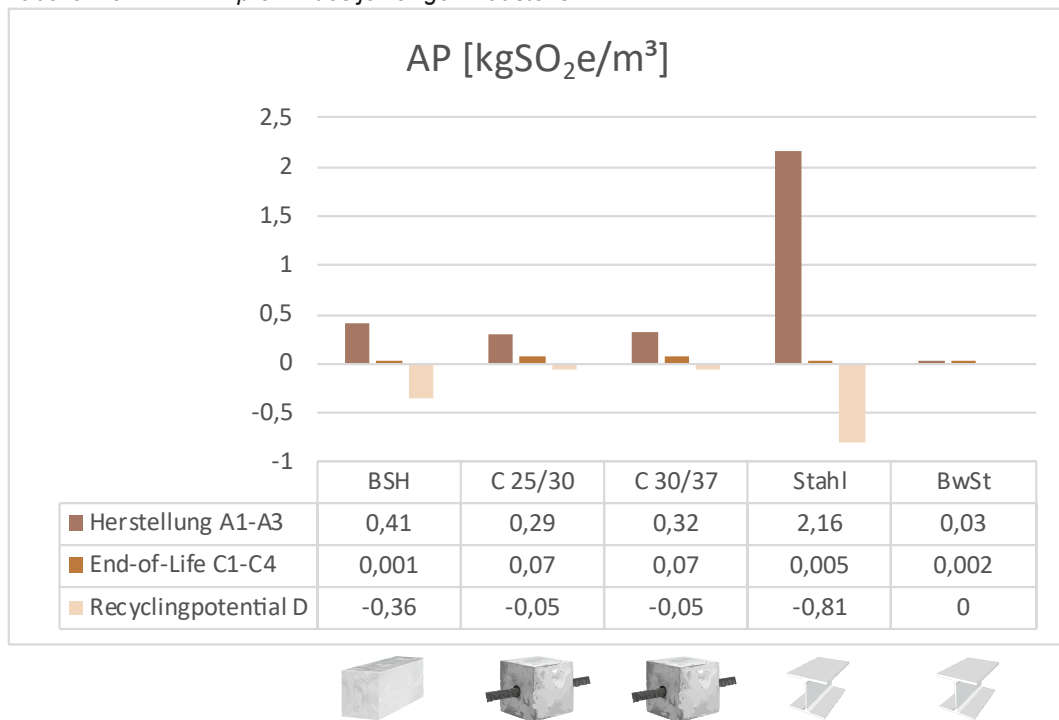 AP [kgSO₂e/m³]
2,5
2
1,5
1
0,5
0
-0,5
-1
BSH C 25/30 C 30/37 Stahl BwSt
Herstellung A1-A3 0,41 0,29 0,32 2,16 0,03
End-of-Life C1-C4 0,001 0,07 0,07 0,005 0,002
Recyclingpotential D -0,36 -0,05 -0,05 -0,81 0